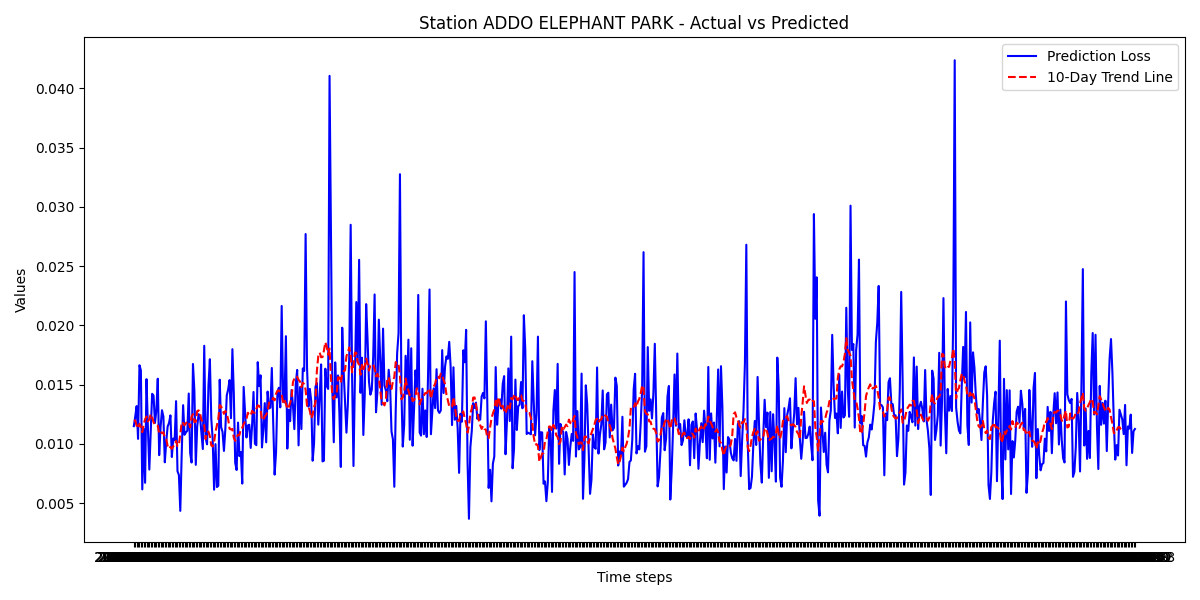 Station ADDO ELEPHANT PARK - Actual vs Predicted
Prediction Loss
10-Day Trend Line
0.040
0.035
0.030
0.025
0.020
0.015
0.010
0.005
Values
Time steps